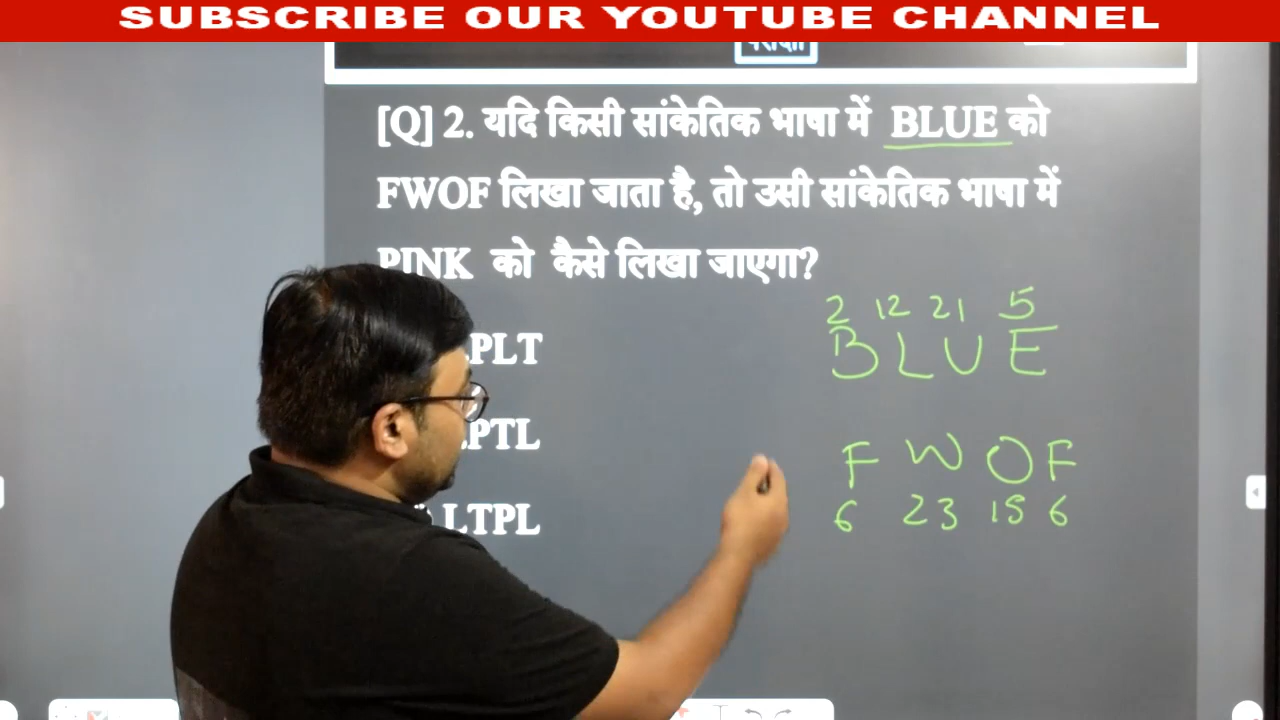 SUBSCRIBE OUR YOUTUBE CHANNEL
परीक्षा
[Q] 2. यदि किसी सांकेतिक भाषा में BLUE को
FWOF लिखा जाता है, तो उसी सांकेतिक भाषा में
PINK को कैसे लिखा जाएगा?
PLT
PTL
LTPL
2 12 21 5
BLUE
FWOF
6 23 15 6